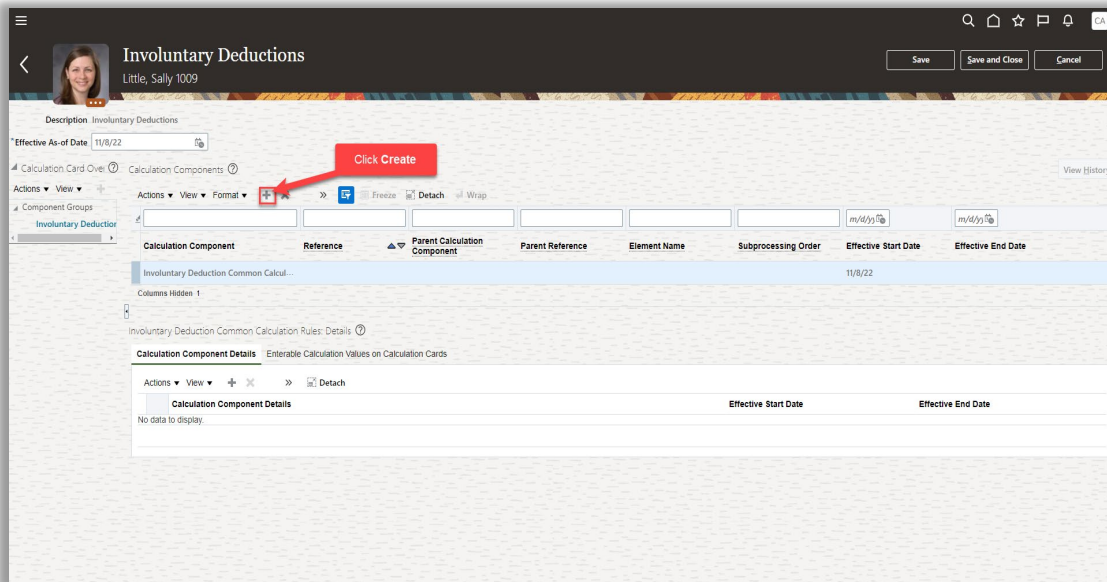 CA
Involuntary Deductions
Little, Sally 1009
Save
Save and Close
Cancel
Description Involuntary Deductions
*Effective As-of Date 11/8/22
Click Create
Calculation Card Over
Calculation Components
View History
Actions View
Actions View Format
Freeze Detach Wrap
Component Groups
Involuntary Deduction
m/d/yy m/d/yy
Calculation Component Reference Parent Calculation Component Parent Reference Element Name Subprocessing Order Effective Start Date Effective End Date
Involuntary Deduction Common Calcul... 11/8/22
Columns Hidden 1
Involuntary Deduction Common Calculation Rules: Details
Calculation Component Details Enterable Calculation Values on Calculation Cards
Actions View Detach
Calculation Component Details Effective Start Date Effective End Date
No data to display.